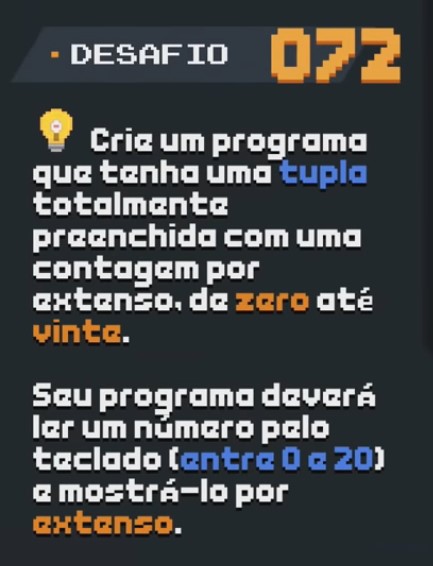 DESAFIO 072
Crie um programa
que tenha uma tupla
totalmente
preenchida com uma
contagem por
extenso, de zero até
vinte.
Seu programa deverá
ler um número pelo
teclado (entre 0 e 20)
e mostrá-lo por
extenso.